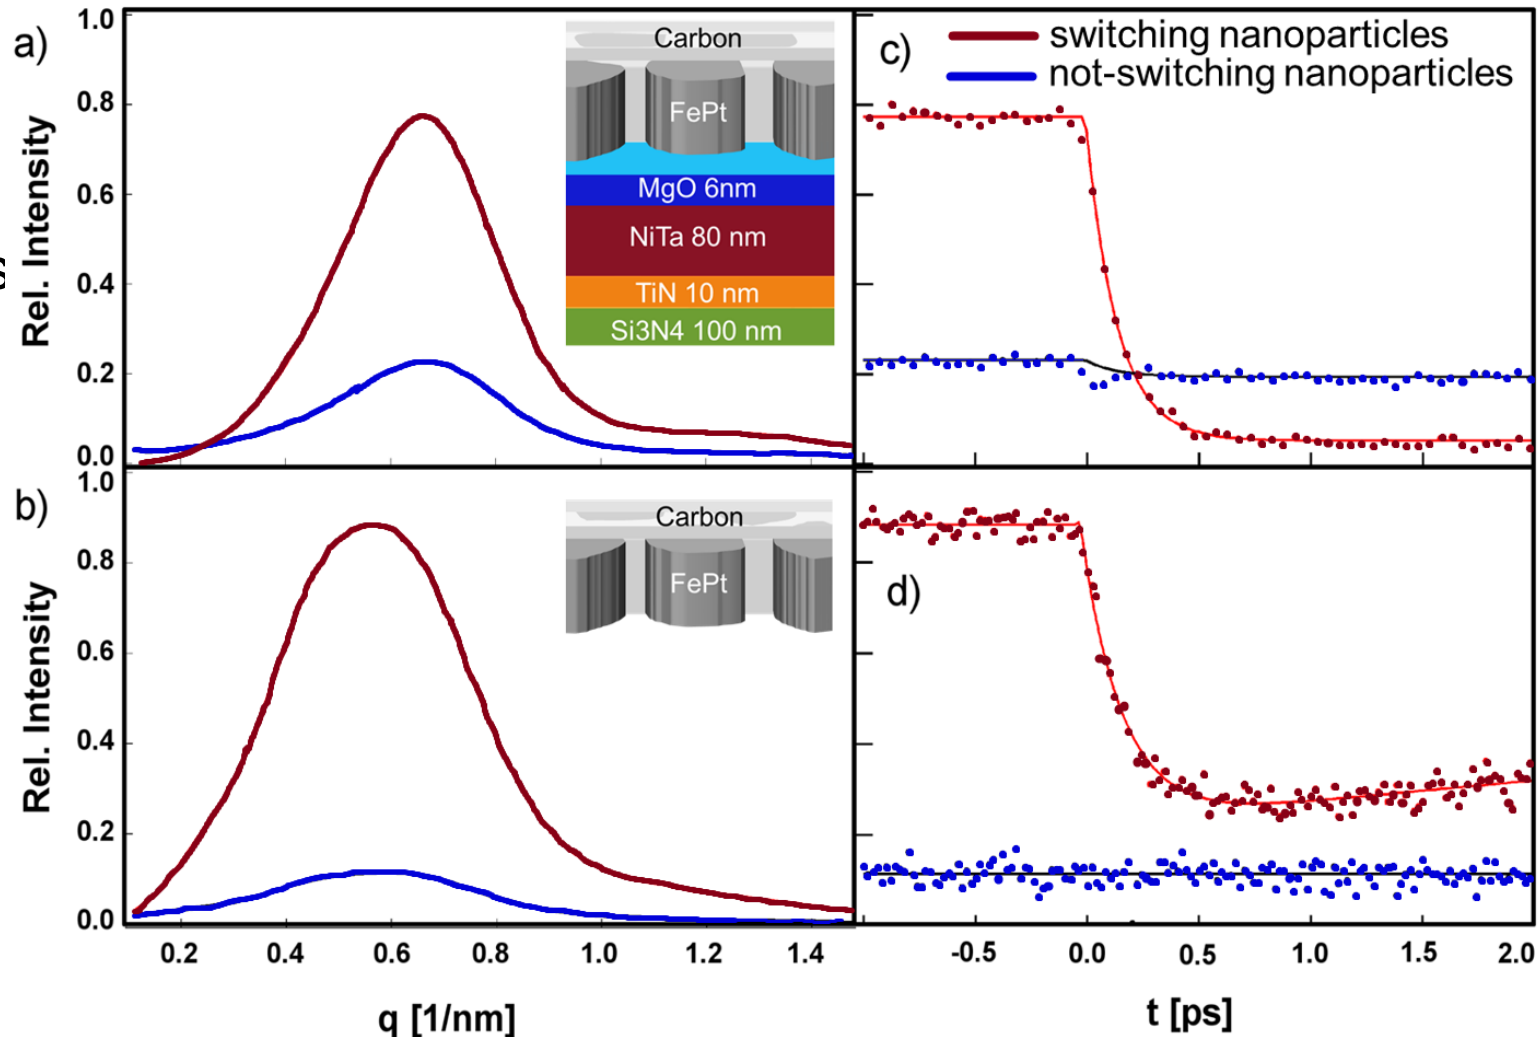 a)
Rel. Intensity
1.0
0.8
0.6
0.4
0.2
0.0
Carbon
FePt
MgO 6nm
NiTa 80 nm
TiN 10 nm
Si3N4 100 nm
c)
switching nanoparticles
not-switching nanoparticles
b)
Rel. Intensity
1.0
0.8
0.6
0.4
0.2
0.0
Carbon
FePt
d)
0.2 0.4 0.6 0.8 1.0 1.2 1.4
q [1/nm]
-0.5 0.0 0.5 1.0 1.5 2.0
t [ps]